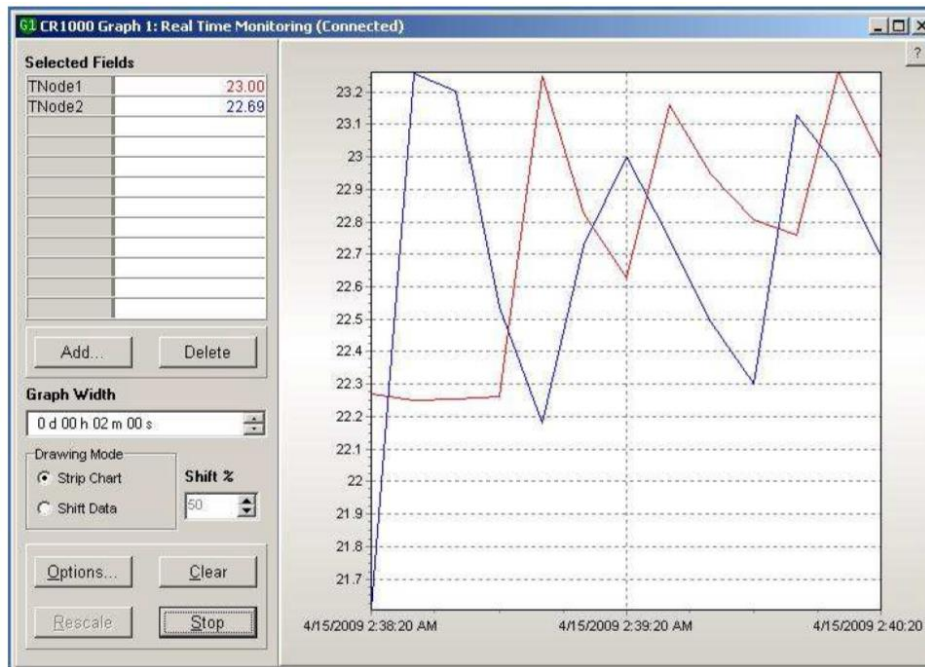 G1 CR1000 Graph 1: Real Time Monitoring (Connected)
?
Selected Fields
TNode1 23.00
TNode2 22.69
Add...
Delete
Graph Width
0 d 00 h 02 m 00 s
Drawing Mode
Strip Chart
Shift Data
Shift %
50
Options...
Clear
Rescale
Stop
23.2
23.1
23
22.9
22.8
22.7
22.6
22.5
22.4
22.3
22.2
22.1
22
21.9
21.8
21.7
4/15/2009 2:38:20 AM 4/15/2009 2:39:20 AM 4/15/2009 2:40:20